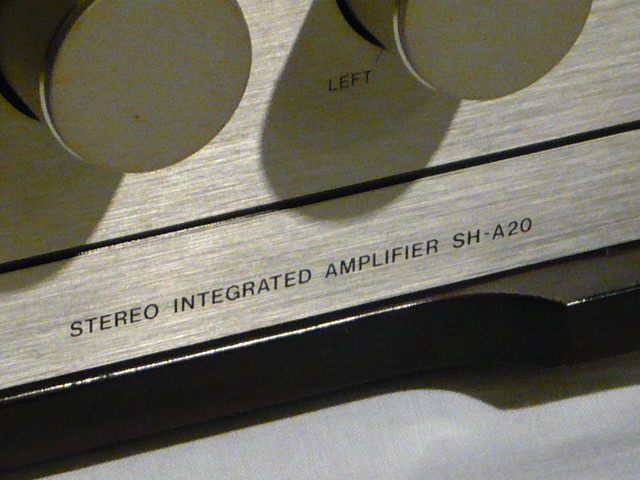 LEFT
STEREO INTEGRATED AMPLIFIER SH-A20